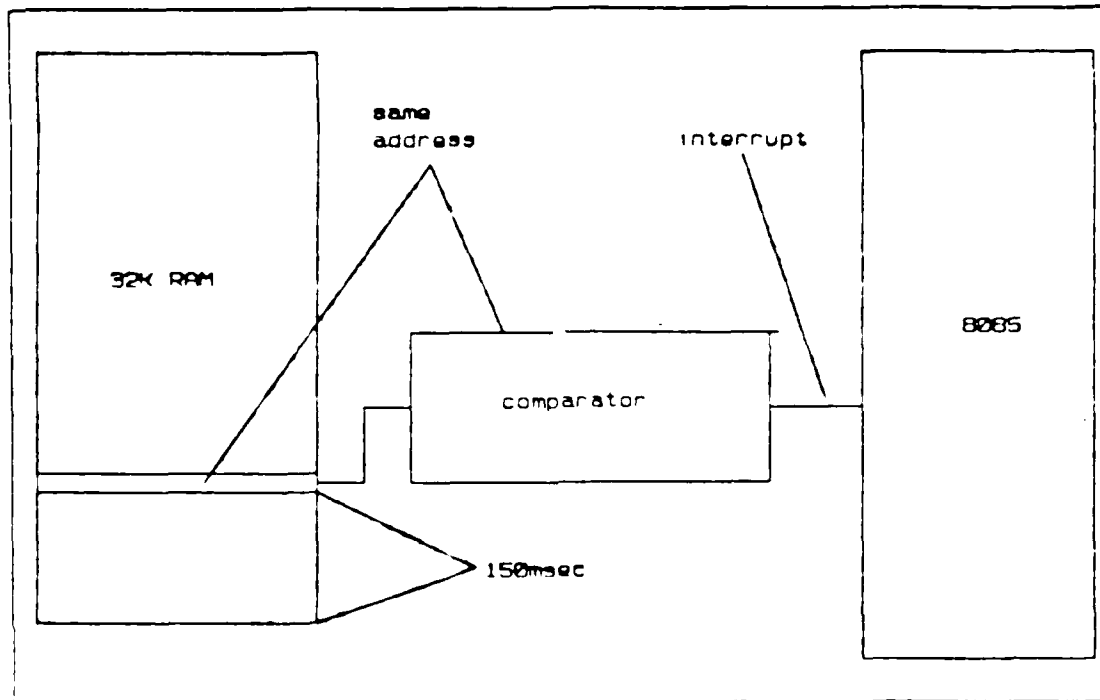 same
address
interrupt
32K RAM
8085
comparator
150msec